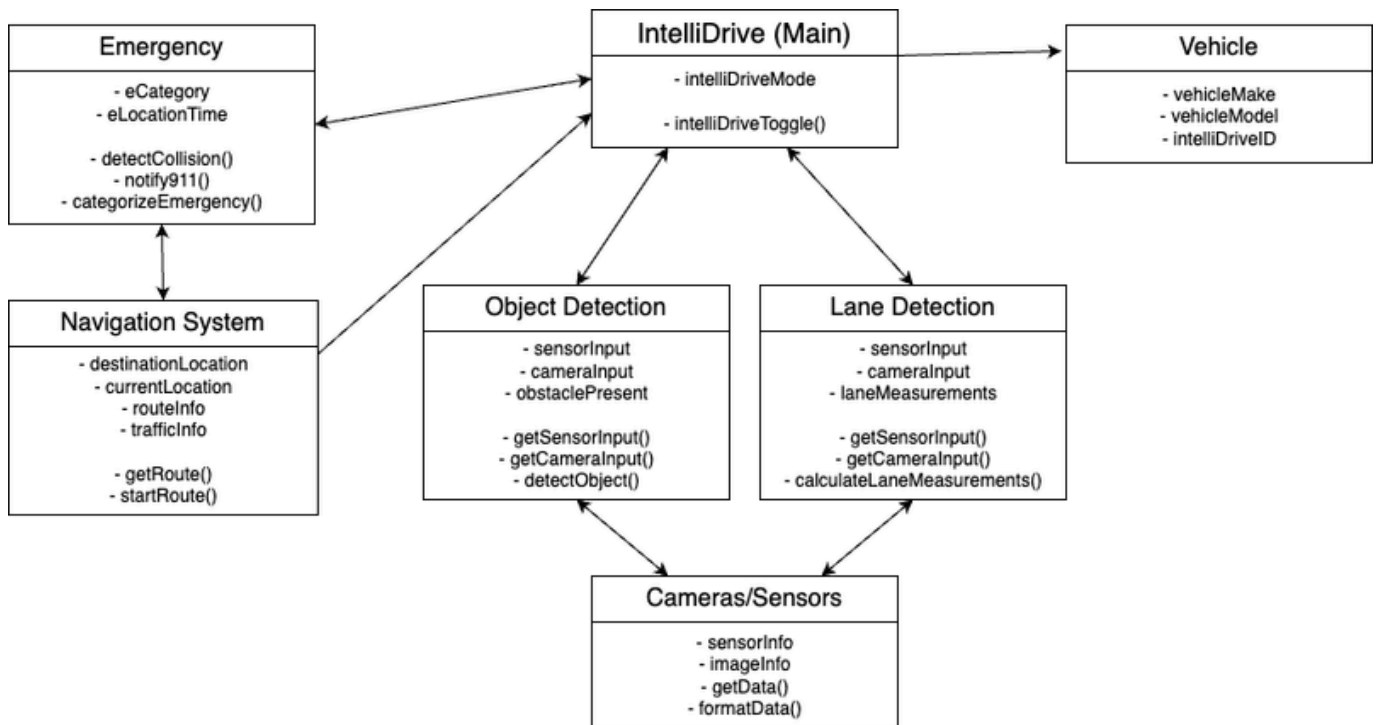 Emergency
- eCategory
- eLocationTime
- detectCollision()
- notify911()
- categorizeEmergency()
IntelliDrive (Main)
- intelliDriveMode
- intelliDriveToggle()
Vehicle
- vehicleMake
- vehicleModel
- intelliDriveID
Navigation System
- destinationLocation
- currentLocation
- routeInfo
- trafficInfo
- getRoute()
- startRoute()
Object Detection
- sensorInput
- cameraInput
- obstaclePresent
- getSensorInput()
- getCameraInput()
- detectObject()
Lane Detection
- sensorInput
- cameraInput
- laneMeasurements
- getSensorInput()
- getCameraInput()
- calculateLaneMeasurements()
Cameras/Sensors
- sensorInfo
- imageInfo
- getData()
- formatData()